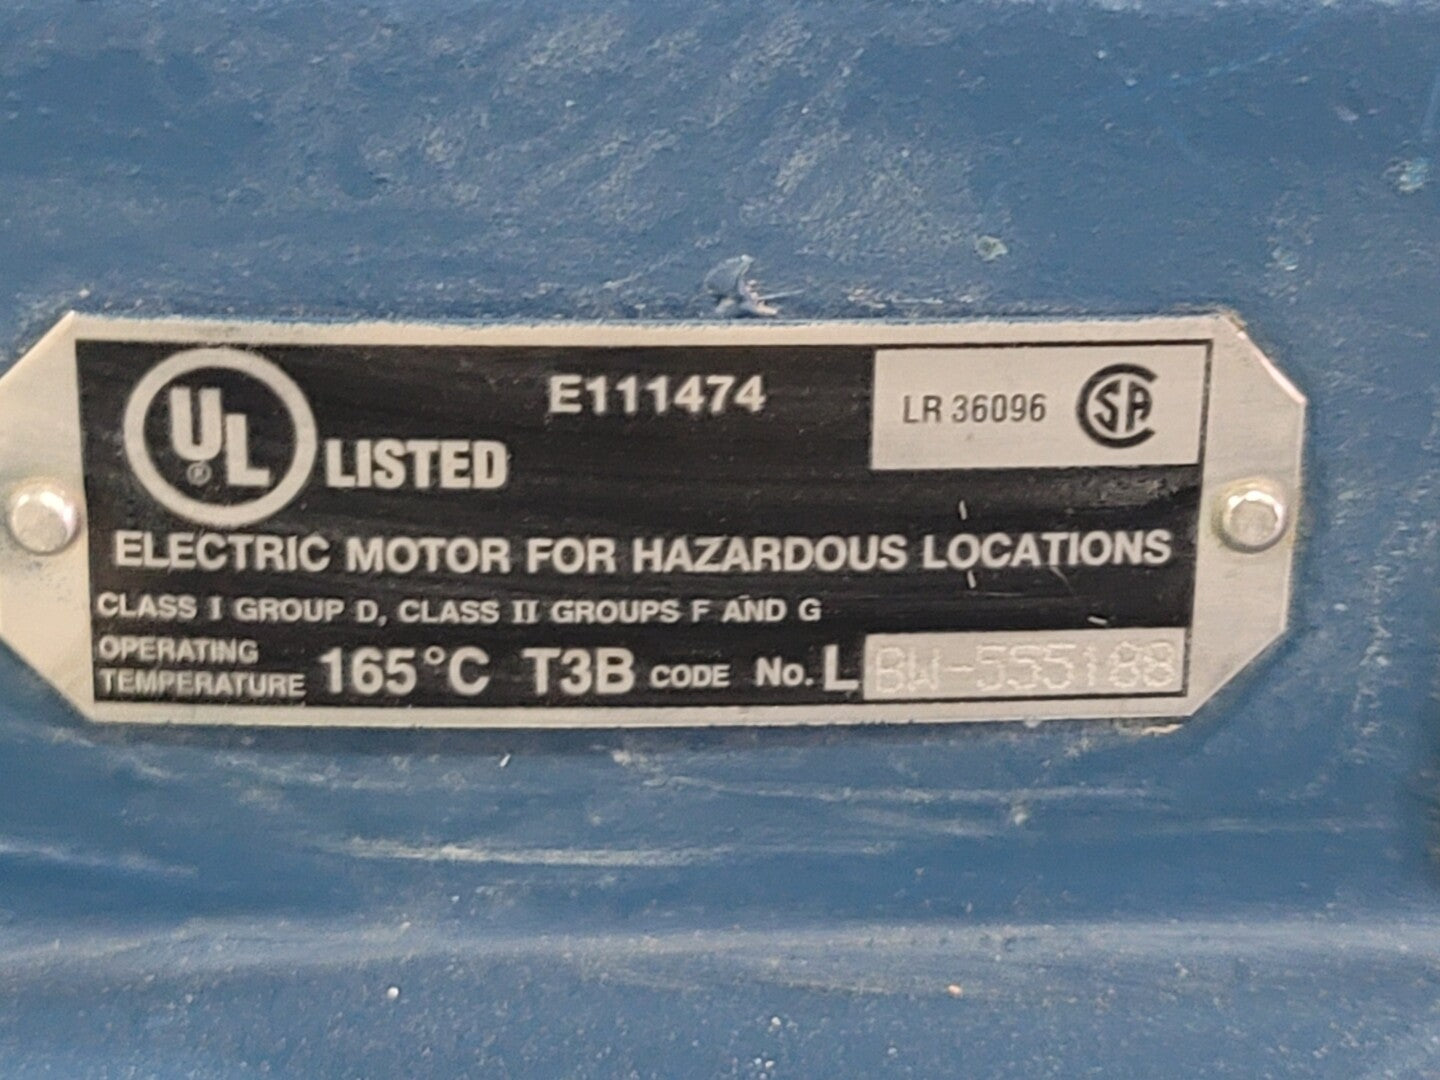 UL ® LISTED
E111474
LR 36096 CSA
ELECTRIC MOTOR FOR HAZARDOUS LOCATIONS
CLASS I GROUP D, CLASS II GROUPS F AND G
OPERATING TEMPERATURE 165°C T3B CODE No. L BW-555188